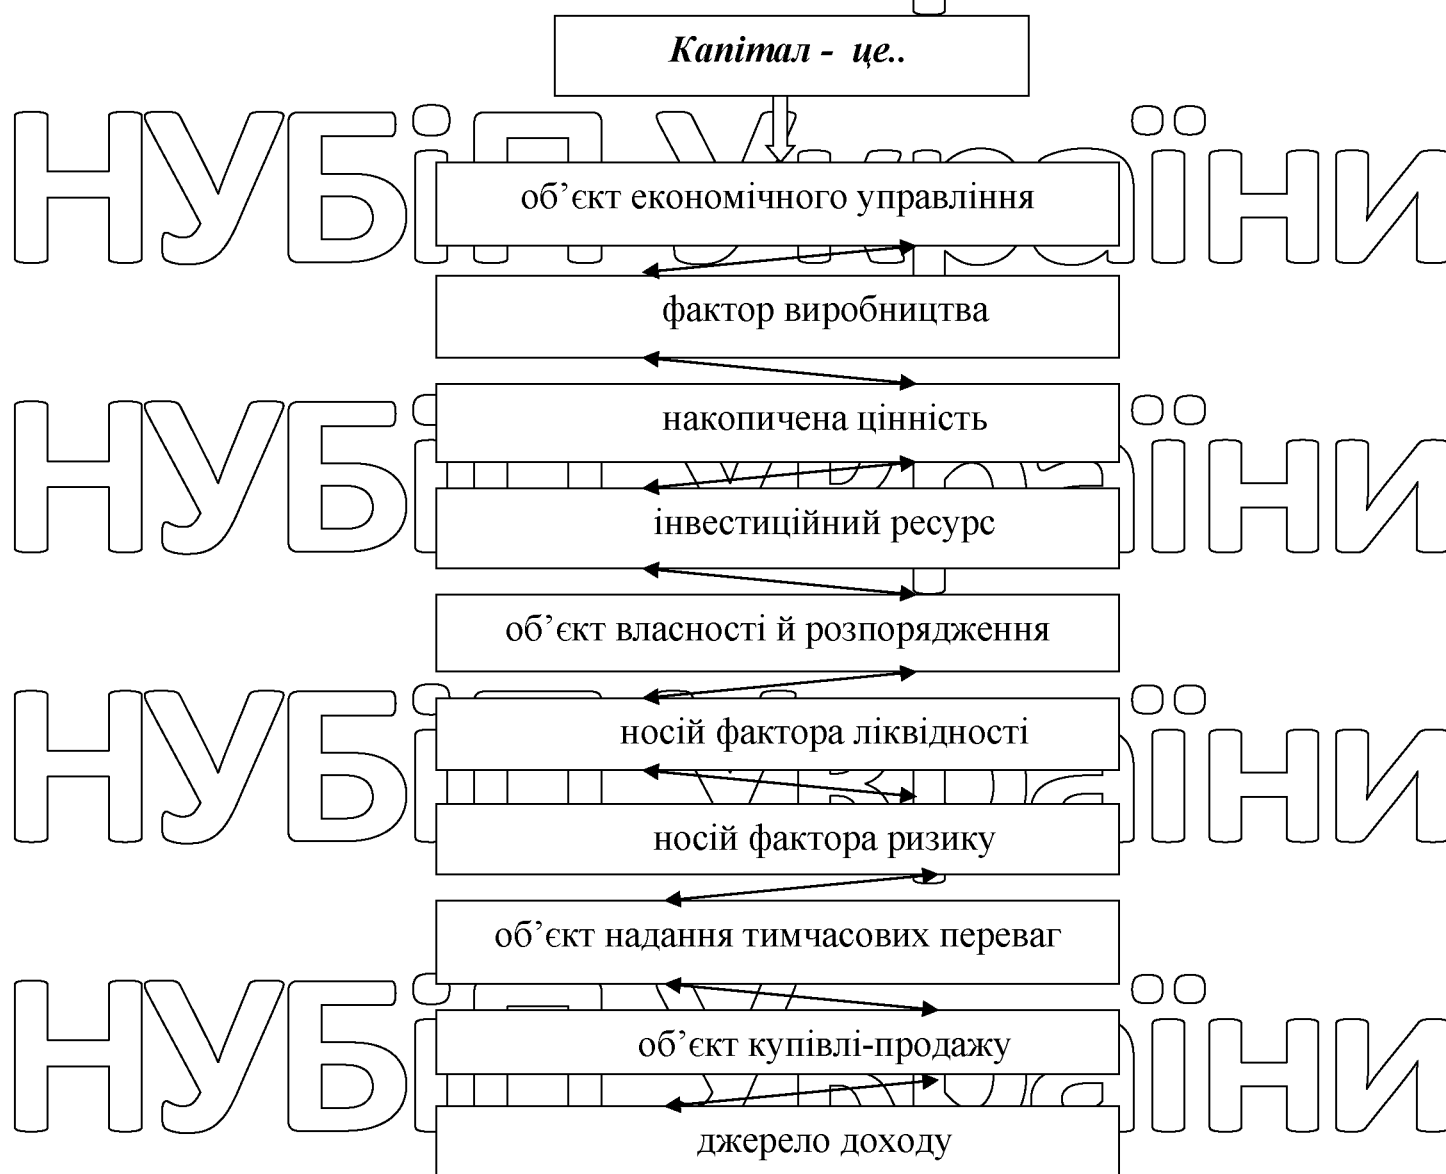 Капітал - це..
НУБіП України
об’єкт економічного управління
фактор виробництва
НУБіП України
накопичена цінність
інвестиційний ресурс
об’єкт власності й розпорядження
НУБіП України
носій фактора ліквідності
носій фактора ризику
об’єкт надання тимчасових переваг
НУБіП України
об’єкт купівлі-продажу
джерело доходу